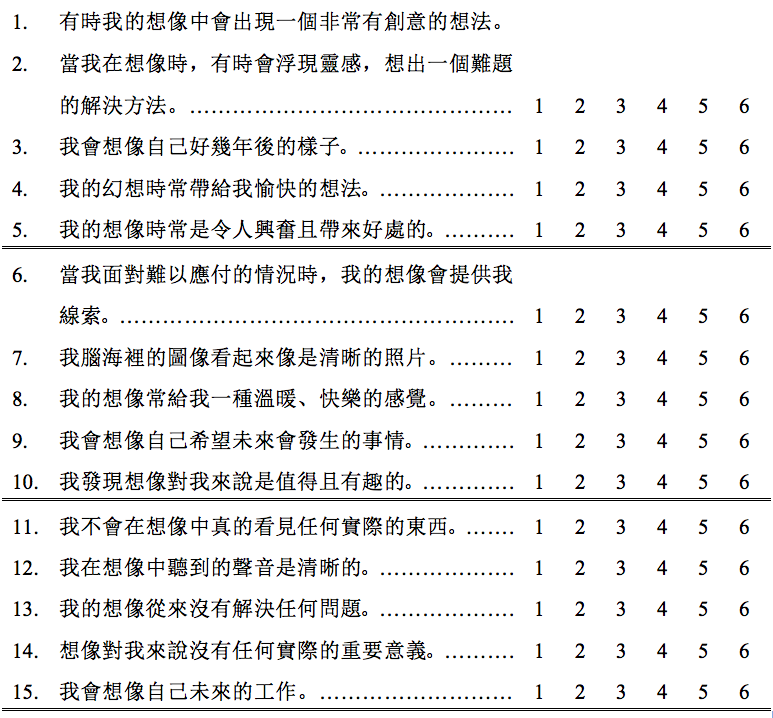 1. 有時我的想像中會出現一個非常有創意的想法。
2. 當我在想像時，有時會浮現靈感，想出一個難題
的解決方法。………………………………………… 1 2 3 4 5 6
3. 我會想像自己好幾年後的樣子。………………… 1 2 3 4 5 6
4. 我的幻想時常帶給我愉快的想法。……………… 1 2 3 4 5 6
5. 我的想像時常是令人興奮且帶來好處的。……… 1 2 3 4 5 6
6. 當我面對難以應付的情況時，我的想像會提供我
線索。………………………………………………… 1 2 3 4 5 6
7. 我腦海裡的圖像看起來像是清晰的照片。……… 1 2 3 4 5 6
8. 我的想像常給我一種溫暖、快樂的感覺。……… 1 2 3 4 5 6
9. 我會想像自己希望未來會發生的事情。………… 1 2 3 4 5 6
10. 我發現想像對我來說是值得且有趣的。………… 1 2 3 4 5 6
11. 我不會在想像中真的看見任何實際的東西。…… 1 2 3 4 5 6
12. 我在想像中聽到的聲音是清晰的。……………… 1 2 3 4 5 6
13. 我的想像從來沒有解決任何問題。……………… 1 2 3 4 5 6
14. 想像對我來說沒有任何實際的重要意義。……… 1 2 3 4 5 6
15. 我會想像自己未來的工作。……………………… 1 2 3 4 5 6